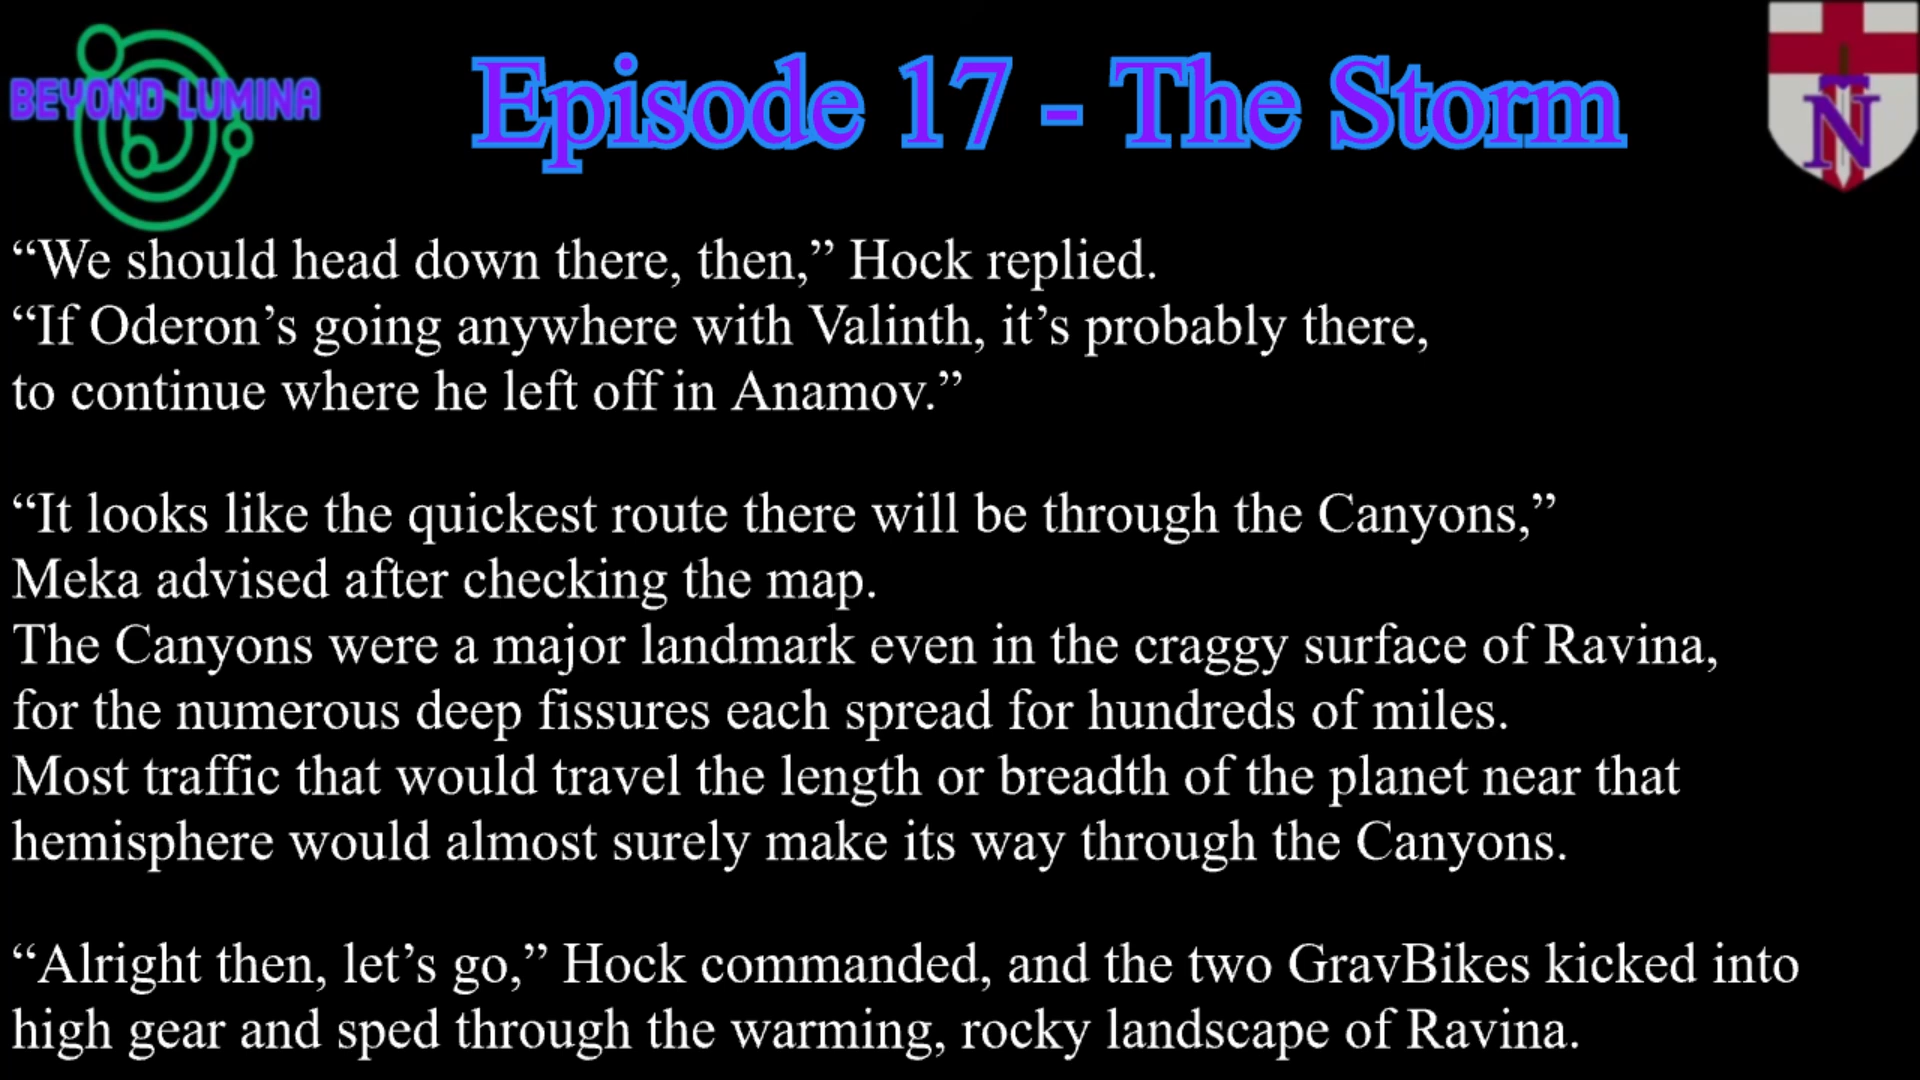 BEYOND LUMINA
Episode 17 - The Storm
Ñ
“We should head down there, then,” Hock replied.
“If Oderon’s going anywhere with Valinth, it’s probably there,
to continue where he left off in Anamov.”
“It looks like the quickest route there will be through the Canyons,”
Meka advised after checking the map.
The Canyons were a major landmark even in the craggy surface of Ravina,
for the numerous deep fissures each spread for hundreds of miles.
Most traffic that would travel the length or breadth of the planet near that
hemisphere would almost surely make its way through the Canyons.
“Alright then, let’s go,” Hock commanded, and the two GravBikes kicked into
high gear and sped through the warming, rocky landscape of Ravina.